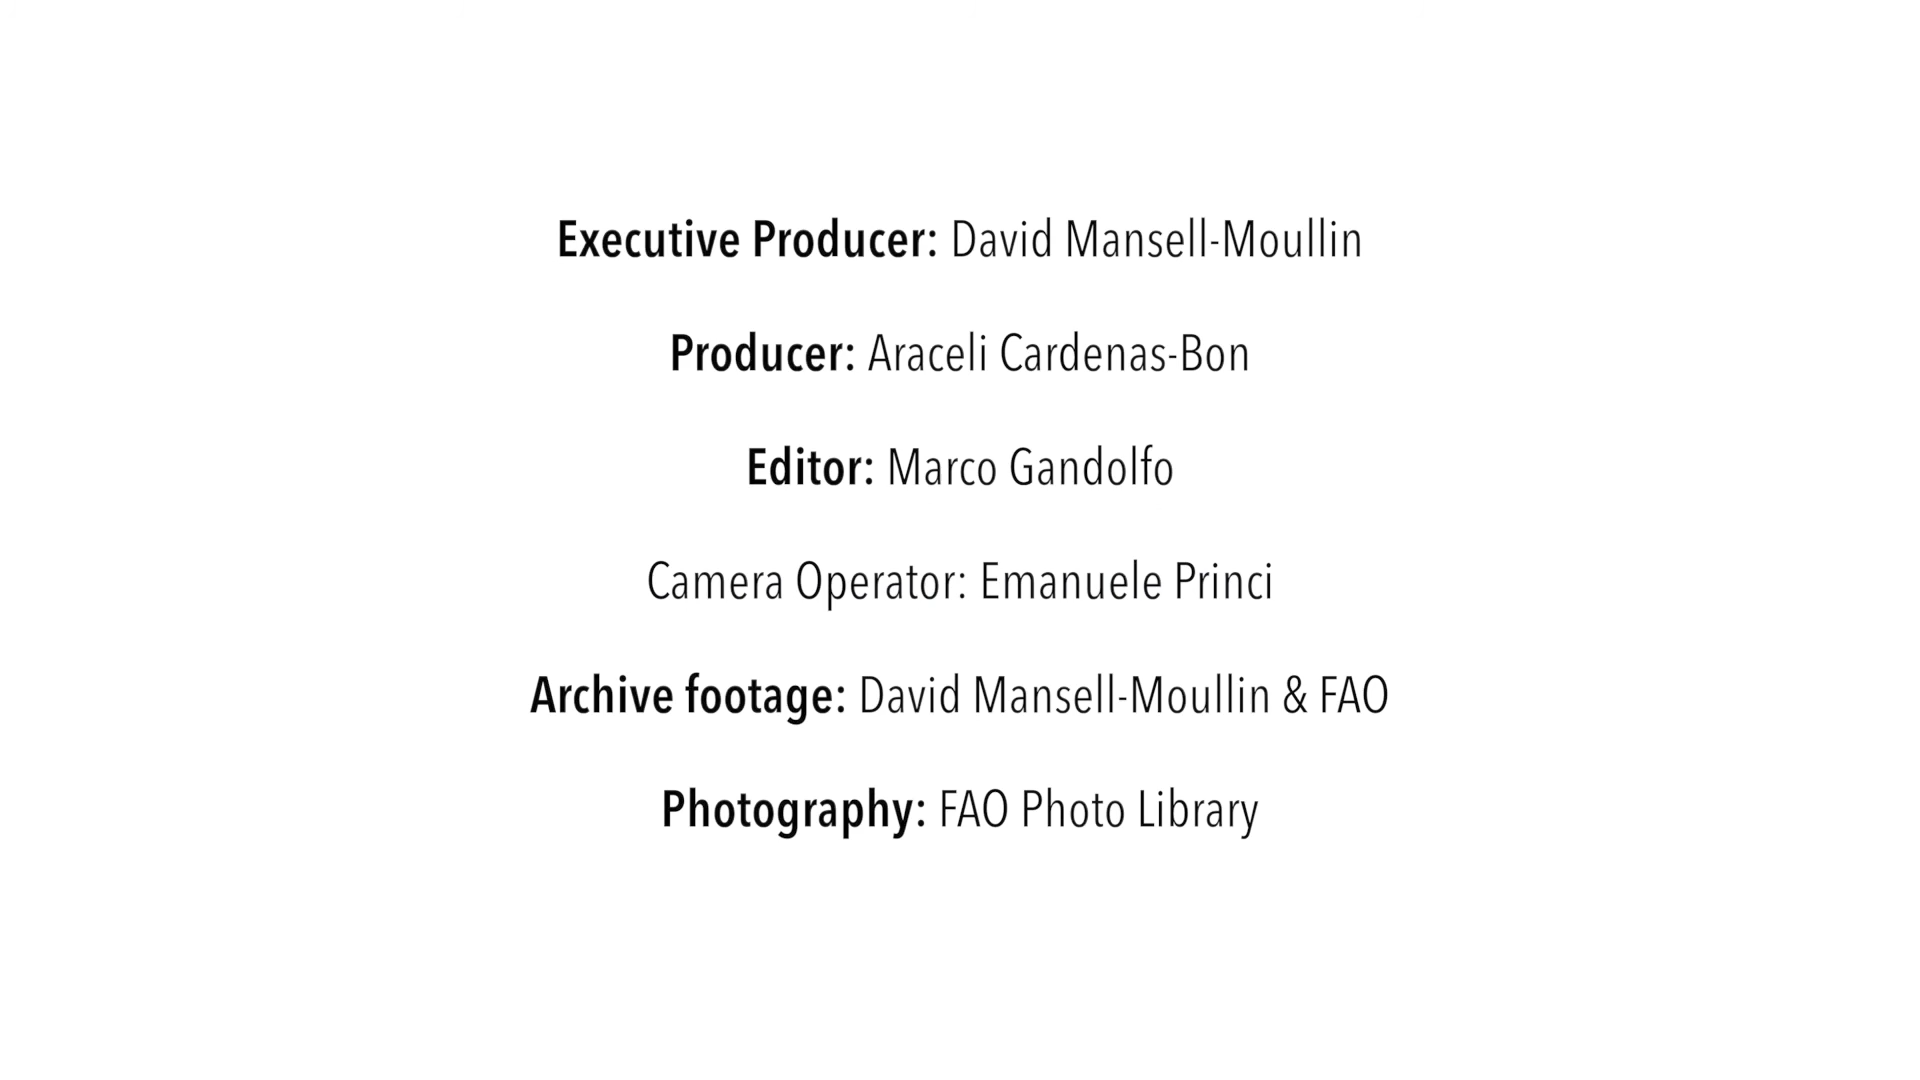 Executive Producer: David Mansell-Moullin
Producer: Araceli Cardenas-Bon
Editor: Marco Gandolfo
Camera Operator: Emanuele Princi
Archive footage: David Mansell-Moullin & FAO
Photography: FAO Photo Library